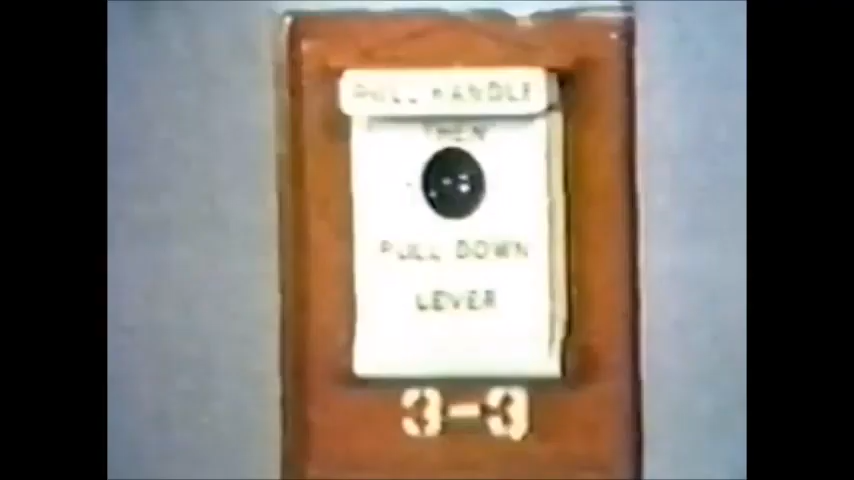 PULL HANDLE
THEN
PULL DOWN
LEVER
3-3